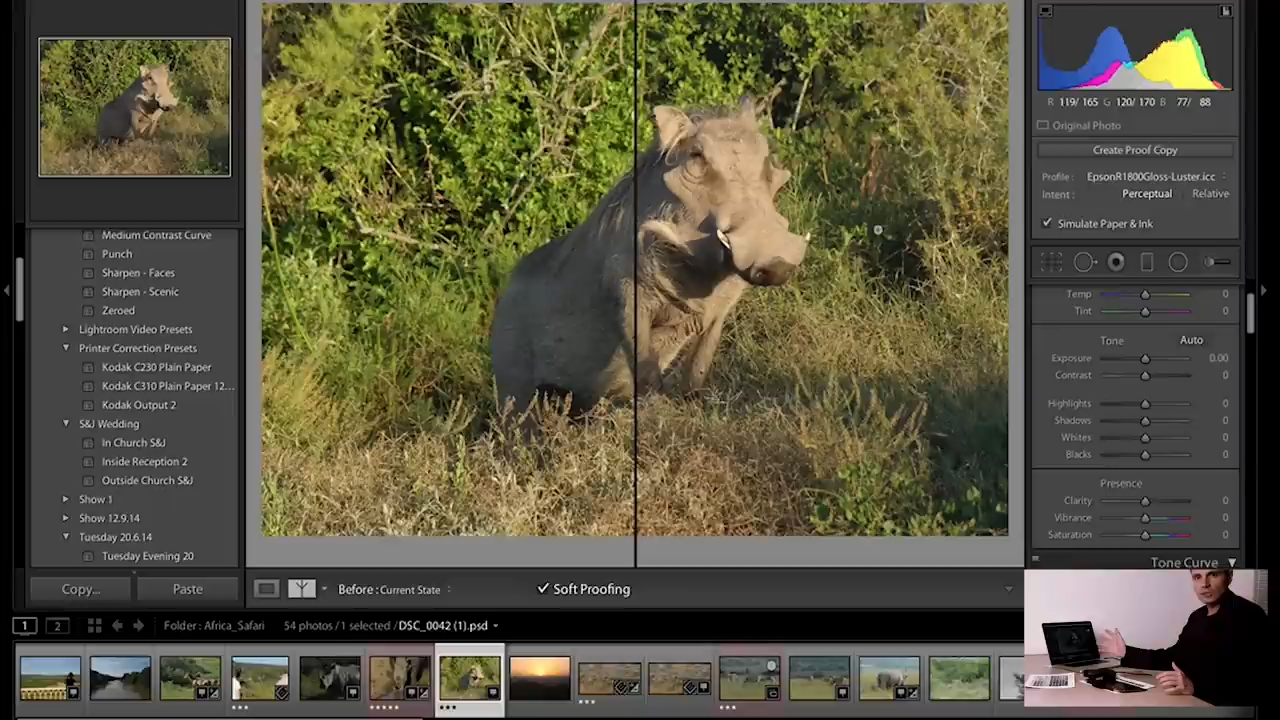 Medium Contrast Curve
Punch
Sharpen - Faces
Sharpen - Scenic
Zeroed
Lightroom Video Presets
Printer Correction Presets
Kodak C230 Plain Paper
Kodak C310 Plain Paper 12...
Kodak Output 2
S&J Wedding
In Church S&J
Inside Reception 2
Outside Church S&J
Show 1
Show 12.9.14
Tuesday 20.6.14
Tuesday Evening 20
Copy... Paste
Before : Current State
Soft Proofing
R 119/ 165 G 120/ 170 B 77/ 88
Original Photo
Create Proof Copy
Profile : EpsonR1800Gloss-Luster.icc
Intent : Perceptual Relative
Simulate Paper & Ink
Temp 0
Tint 0
Tone Auto
Exposure 0.00
Contrast 0
Highlights 0
Shadows 0
Whites 0
Blacks 0
Presence
Clarity 0
Vibrance 0
Saturation 0
Tone Curve
1 2 Folder : Africa_Safari 54 photos / 1 selected / DSC_0042 (1).psd